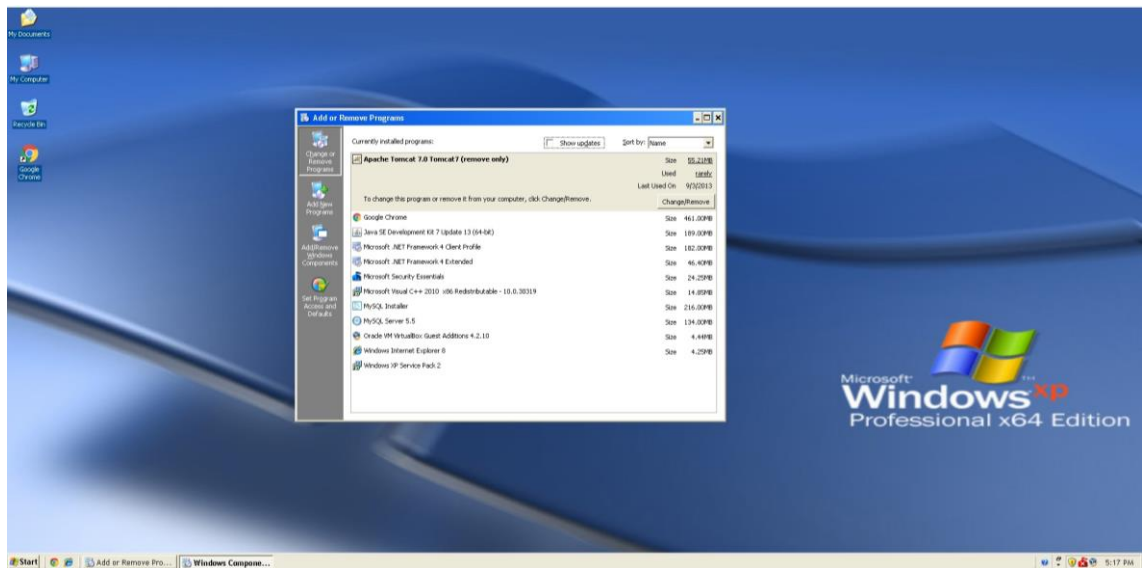 My Documents
My Computer
Recycle Bin
Google
Chrome
Add or Remove Programs
Change or
Remove
Programs
Add New
Programs
Add/Remove
Windows
Components
Set Program
Access and
Defaults
Currently installed programs:
Show updates
Sort by: Name
Apache Tomcat 7.0 Tomcat7 (remove only)
Size 55.21MB
Used rarely
Last Used On 9/3/2013
To change this program or remove it from your computer, click Change/Remove.
Change/Remove
Google Chrome Size 461.00MB
Java SE Development Kit 7 Update 13 (64-bit) Size 189.00MB
Microsoft .NET Framework 4 Client Profile Size 182.00MB
Microsoft .NET Framework 4 Extended Size 46.40MB
Microsoft Security Essentials Size 24.25MB
Microsoft Visual C++ 2010 x86 Redistributable - 10.0.30319 Size 14.85MB
MySQL Installer Size 216.00MB
MySQL Server 5.5 Size 134.00MB
Oracle VM VirtualBox Guest Additions 4.2.10 Size 4.44MB
Windows Internet Explorer 8 Size 4.25MB
Windows XP Service Pack 2
Microsoft
Windows xp
Professional x64 Edition
Start
Add or Remove Pro...
Windows Compone...
5:17 PM